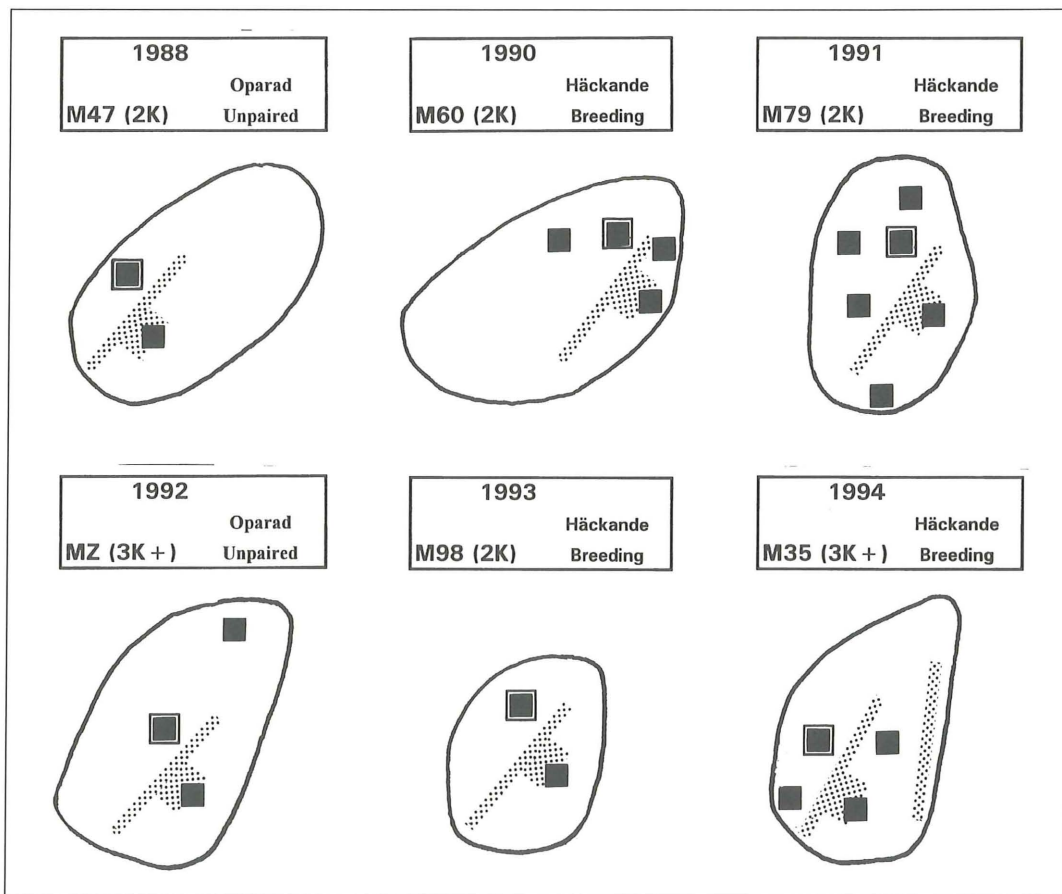 1988
Oparad
M47 (2K) Unpaired
1990
Häckande
M60 (2K) Breeding
1991
Häckande
M79 (2K) Breeding
1992
Oparad
MZ (3K +) Unpaired
1993
Häckande
M98 (2K) Breeding
1994
Häckande
M35 (3K +) Breeding